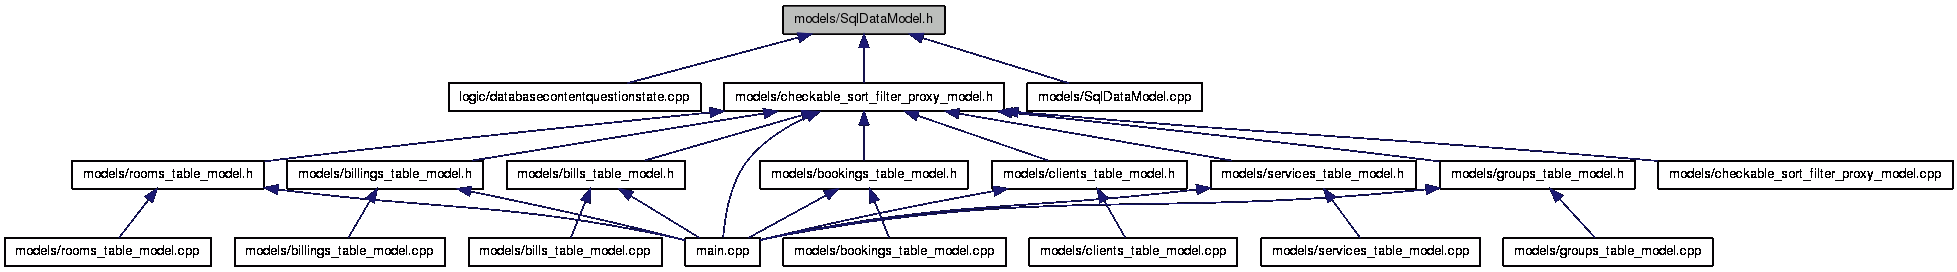 models/SqlDataModel.h
logic/databasecontentquestionstate.cpp
models/checkable_sort_filter_proxy_model.h
models/SqlDataModel.cpp
models/rooms_table_model.h
models/billings_table_model.h
models/bills_table_model.h
models/bookings_table_model.h
models/clients_table_model.h
models/services_table_model.h
models/groups_table_model.h
models/checkable_sort_filter_proxy_model.cpp
models/rooms_table_model.cpp
models/billings_table_model.cpp
models/bills_table_model.cpp
main.cpp
models/bookings_table_model.cpp
models/clients_table_model.cpp
models/services_table_model.cpp
models/groups_table_model.cpp